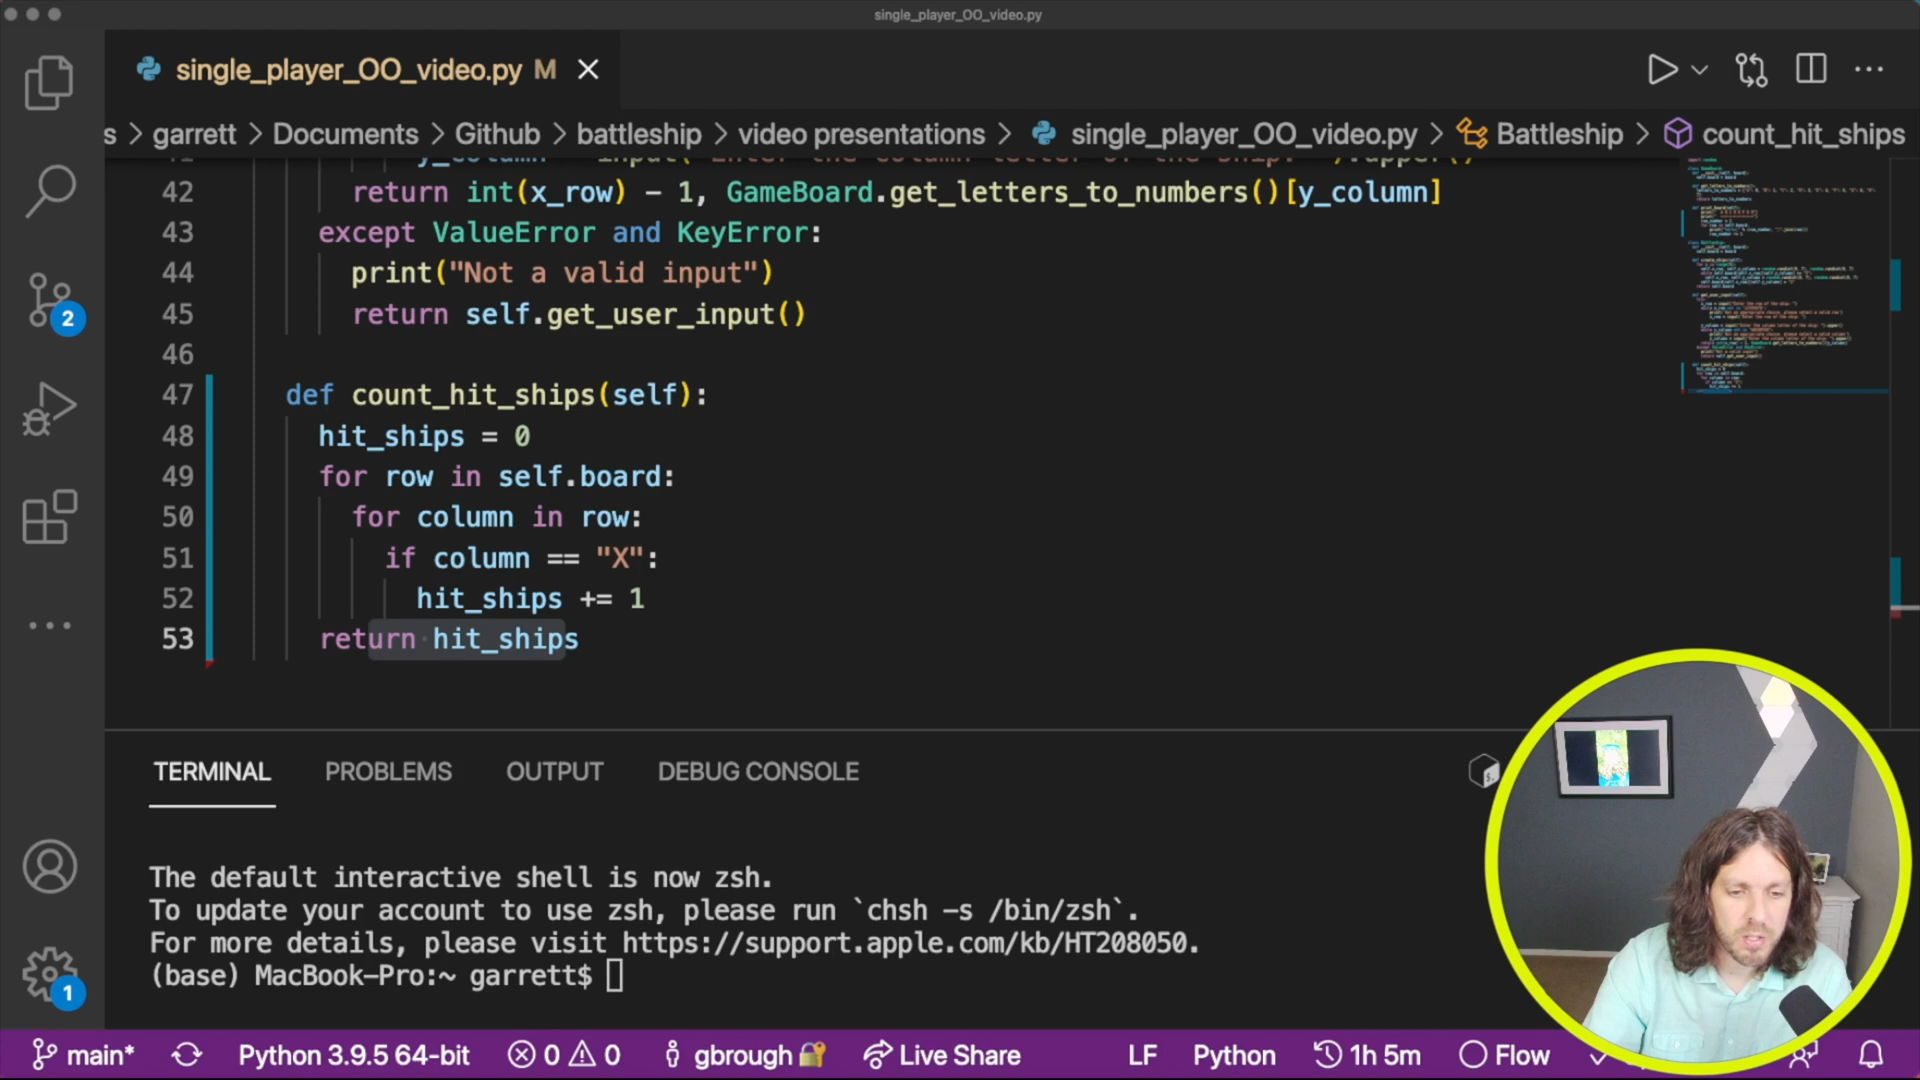 single_player_OO_video.py
single_player_OO_video.py M
s > garrett > Documents > Github > battleship > video presentations > single_player_OO_video.py > Battleship > count_hit_ships
42 return int(x_row) - 1, GameBoard.get_letters_to_numbers()[y_column]
43 except ValueError and KeyError:
44 print("Not a valid input")
45 return self.get_user_input()
46
47 def count_hit_ships(self):
48 hit_ships = 0
49 for row in self.board:
50 for column in row:
51 if column == "X":
52 hit_ships += 1
53 return hit_ships
2
TERMINAL PROBLEMS OUTPUT DEBUG CONSOLE
The default interactive shell is now zsh.
To update your account to use zsh, please run `chsh -s /bin/zsh`.
For more details, please visit https://support.apple.com/kb/HT208050.
(base) MacBook-Pro:~ garrett$
1
main* Python 3.9.5 64-bit 0 0 gbrough Live Share LF Python 1h 5m Flow